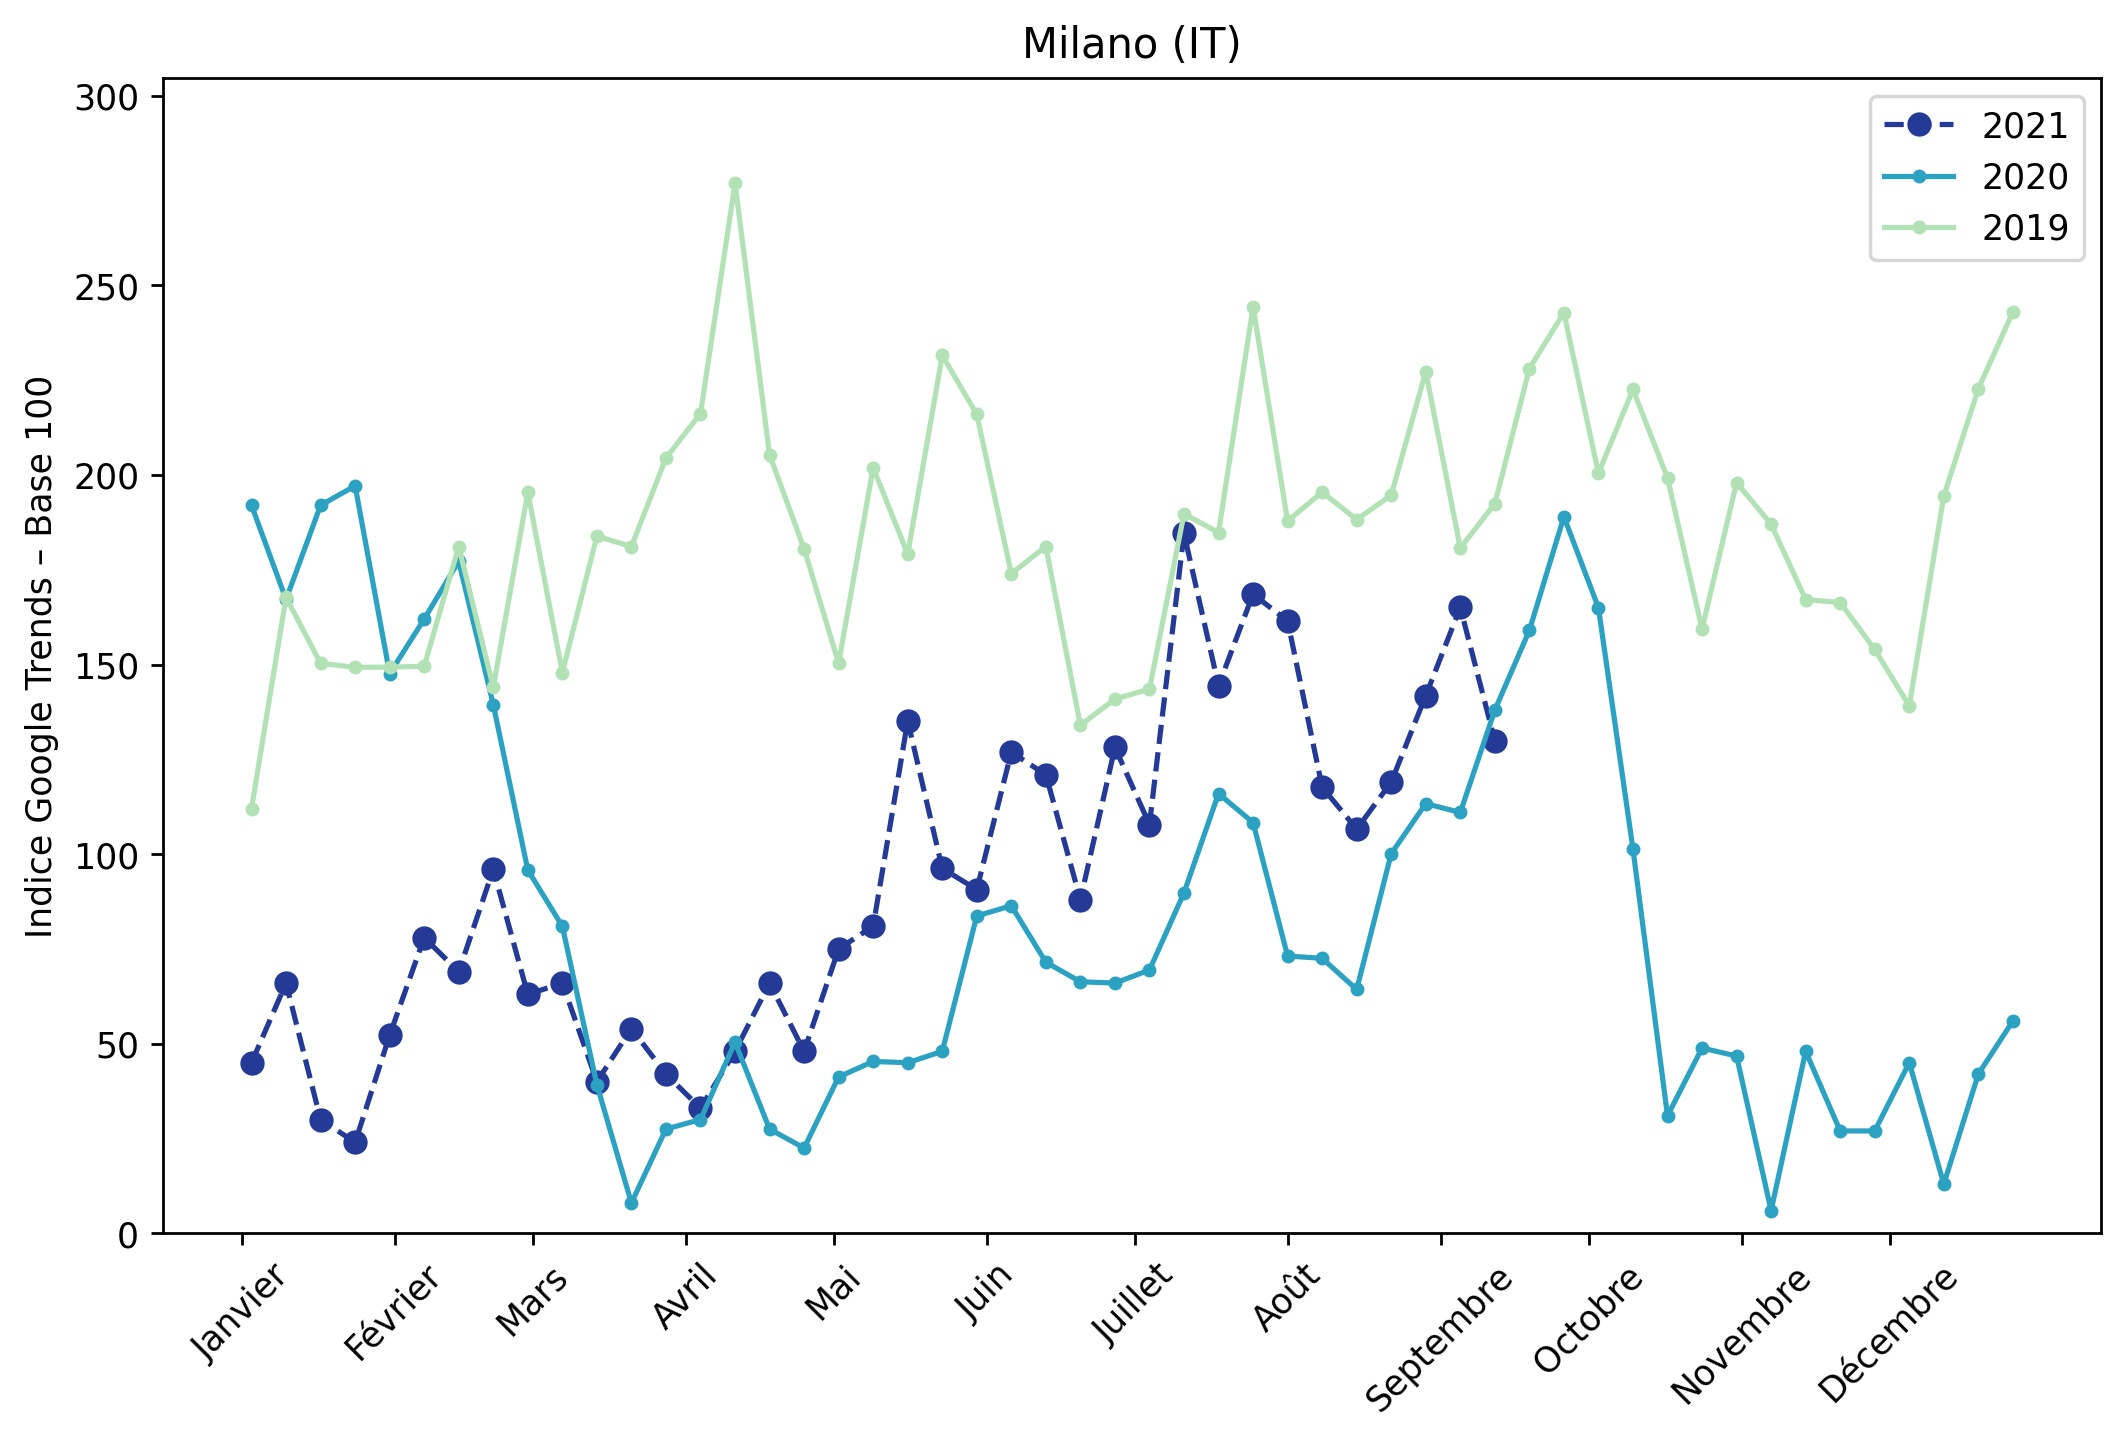 Milano (IT)
300
250
200
150
100
50
0
Indice Google Trends – Base 100
2021
2020
2019
Janvier
Février
Mars
Avril
Mai
Juin
Juillet
Août
Septembre
Octobre
Novembre
Décembre